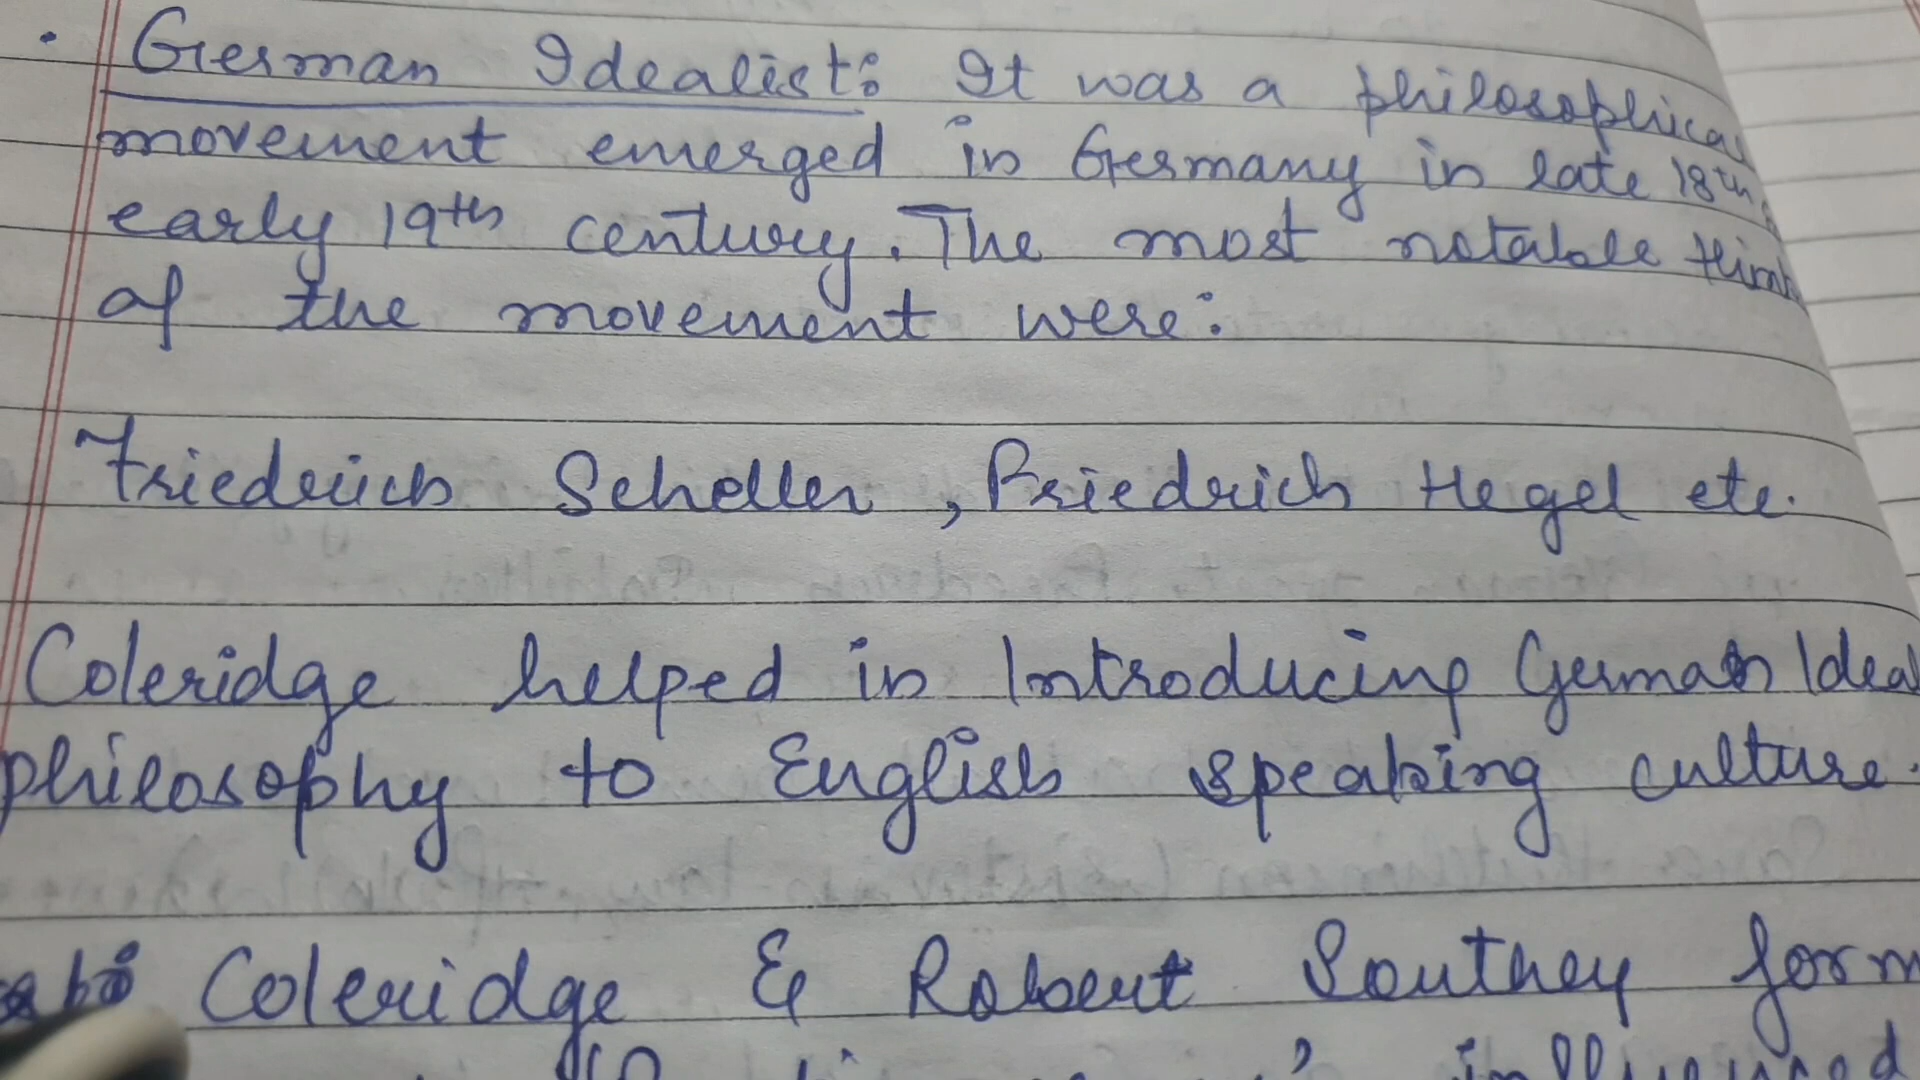 German Idealist: It was a philosophical
movement emerged in Germany in late 18th
early 19th century. The most notable
of the movement were:
Friedrich Scheller, Friedrich Hegel etc.
Coleridge helped in Introducing German Idea
philosophy to English speaking culture.
Coleridge & Robert Southey form